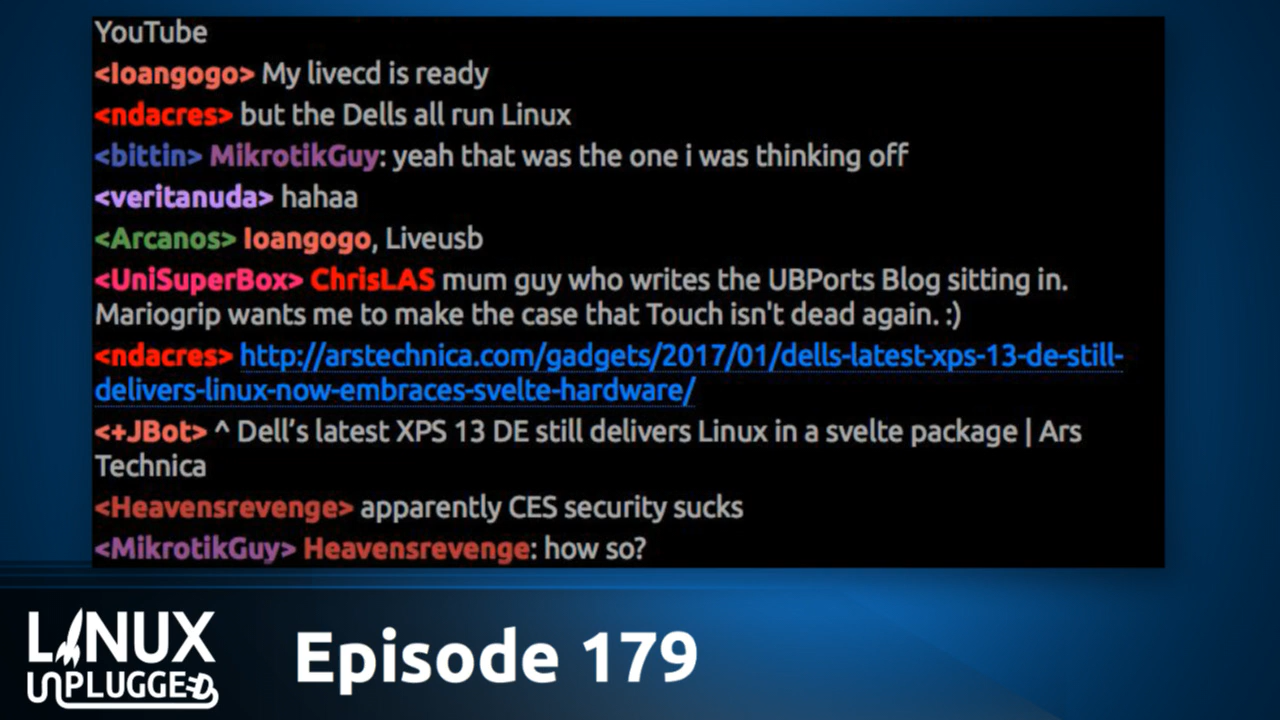 YouTube
<Ioangogo> My livecd is ready
<ndacres> but the Dells all run Linux
<bittin> MikrotikGuy: yeah that was the one i was thinking off
<veritanuda> hahaa
<Arcanos> Ioangogo, Liveusb
<UniSuperBox> ChrisLAS mum guy who writes the UBPorts Blog sitting in.
Mariogrip wants me to make the case that Touch isn't dead again. :)
<ndacres> http://arstechnica.com/gadgets/2017/01/dells-latest-xps-13-de-still-
delivers-linux-now-embraces-svelte-hardware/
<+JBot> ^ Dell’s latest XPS 13 DE still delivers Linux in a svelte package | Ars
Technica
<Heavensrevenge> apparently CES security sucks
<MikrotikGuy> Heavensrevenge: how so?
LINUX
UNPLUGGED
Episode 179